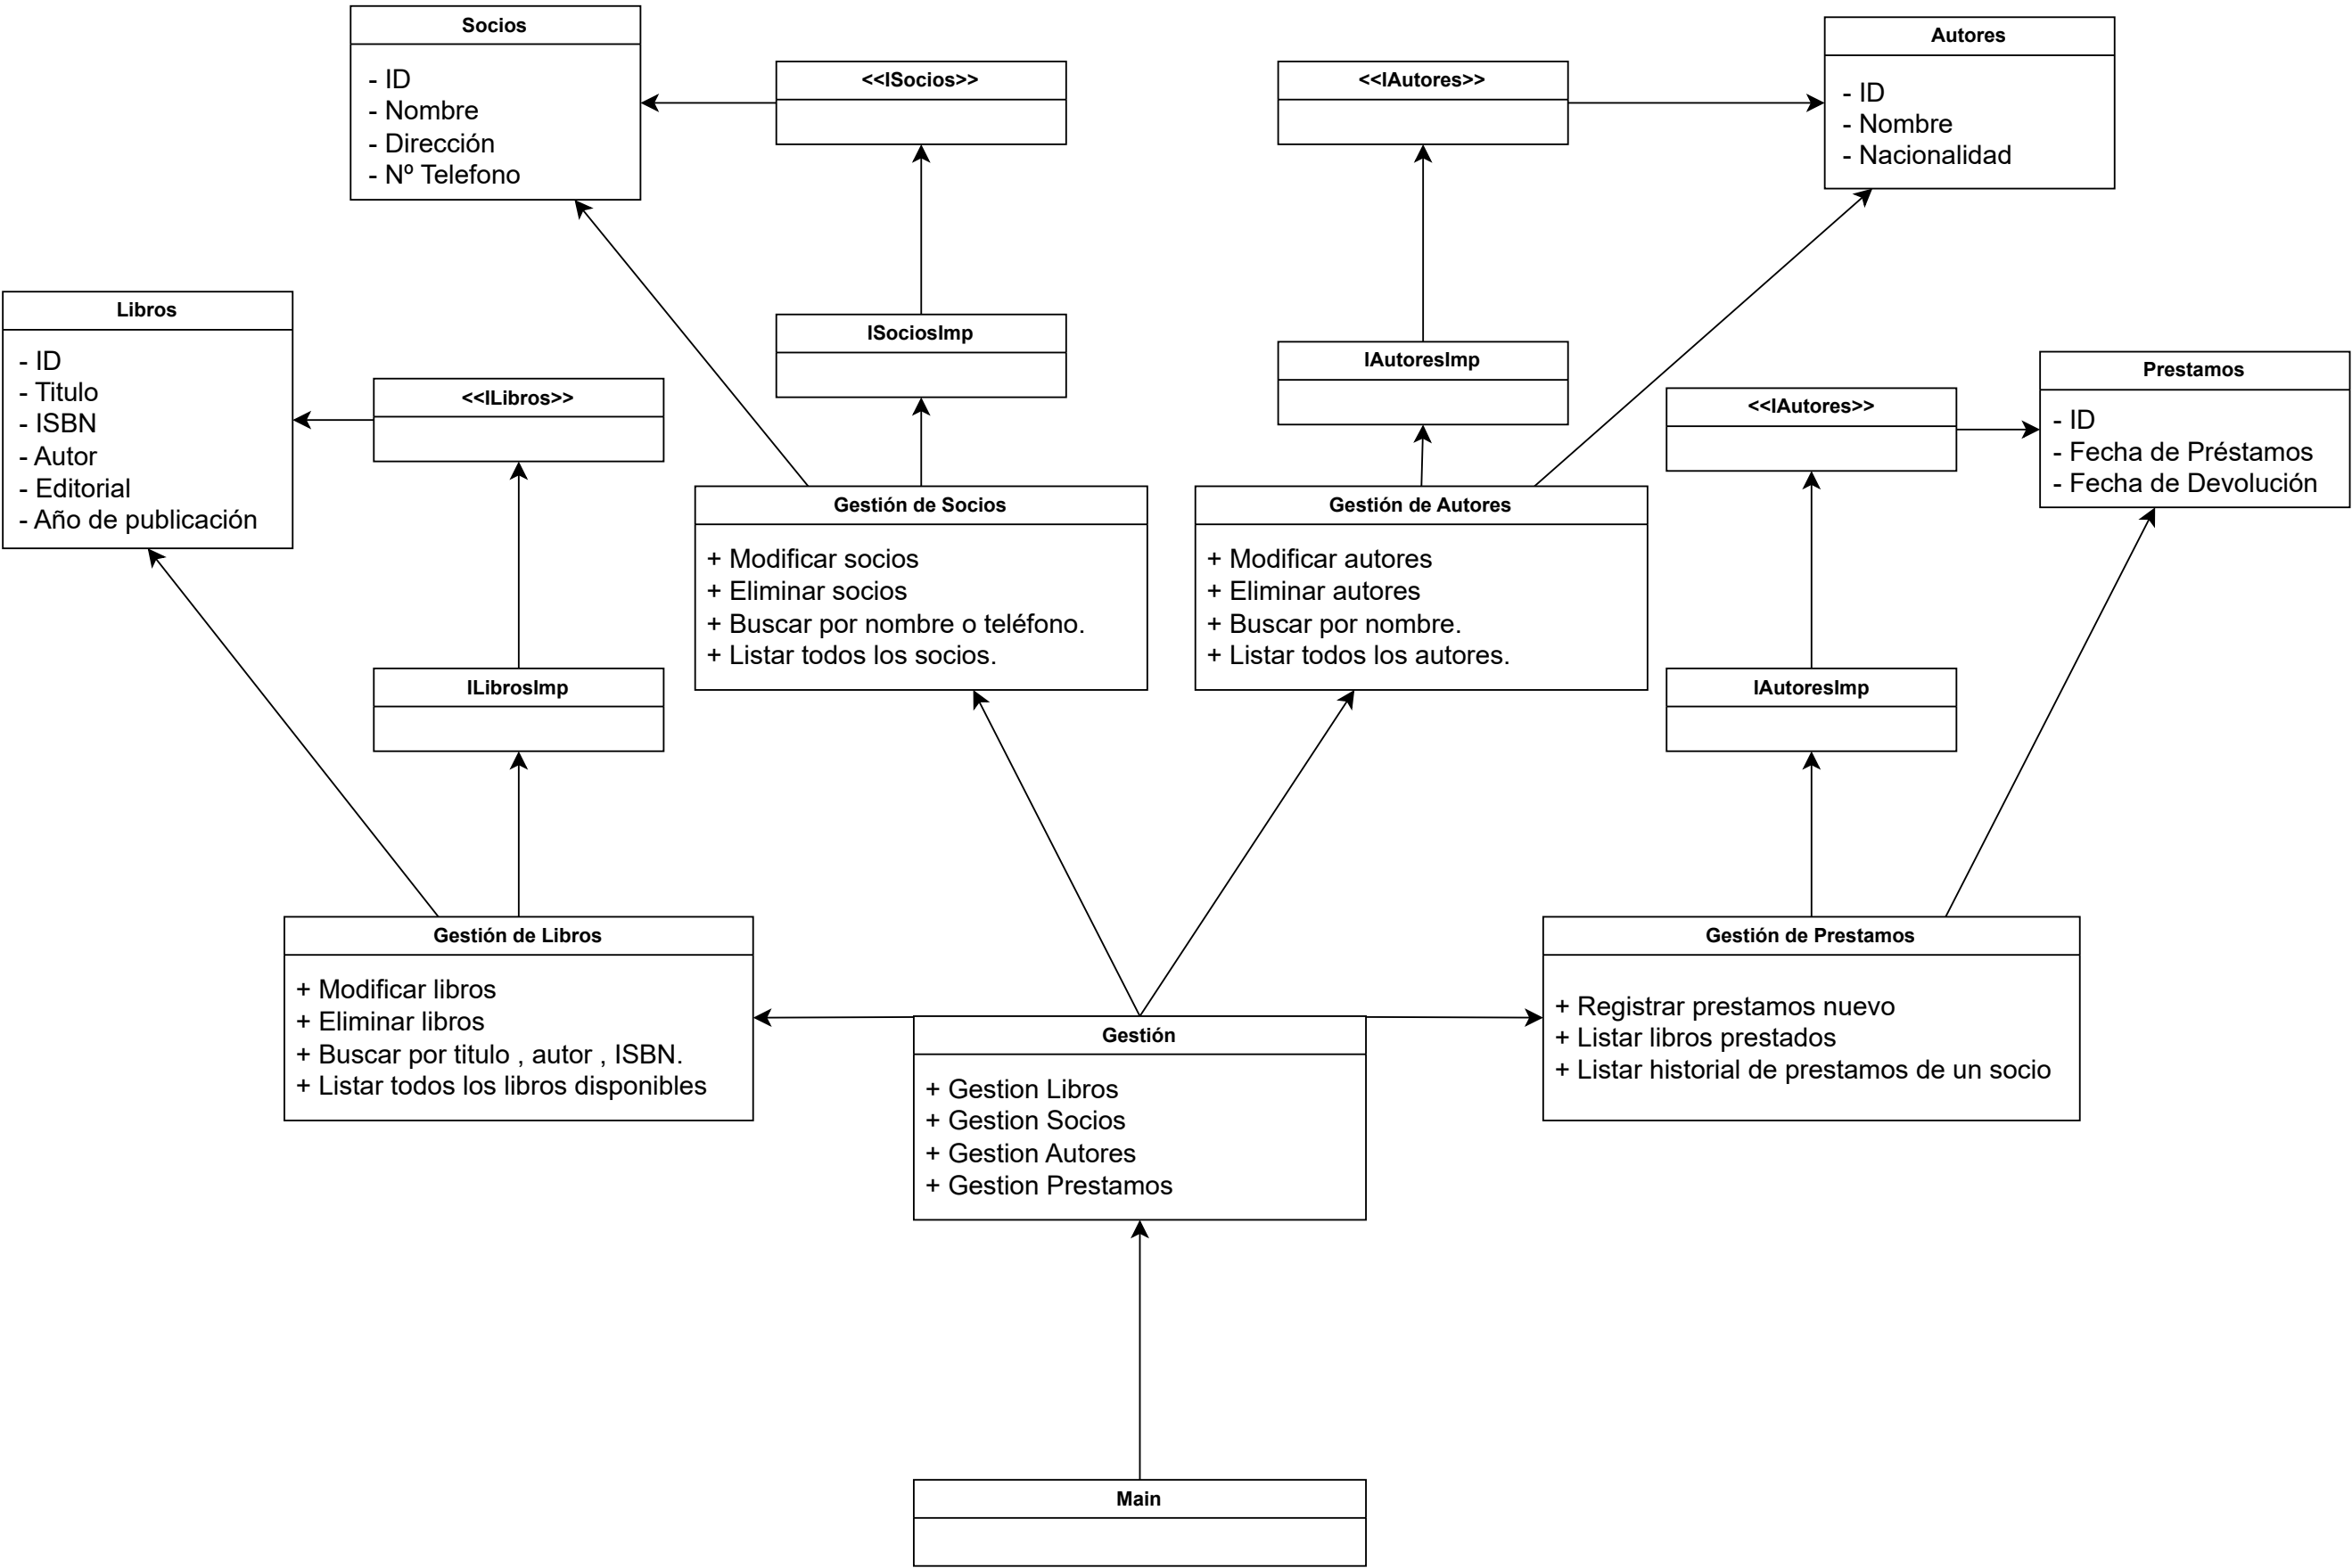 Socios
- ID
- Nombre
- Dirección
- Nº Telefono
<<ISocios>>
<<IAutores>>
Autores
- ID
- Nombre
- Nacionalidad
Libros
- ID
- Titulo
- ISBN
- Autor
- Editorial
- Año de publicación
<<ILibros>>
ISociosImp
IAutoresImp
<<IAutores>>
Prestamos
- ID
- Fecha de Préstamos
- Fecha de Devolución
Gestión de Socios
+ Modificar socios
+ Eliminar socios
+ Buscar por nombre o teléfono.
+ Listar todos los socios.
Gestión de Autores
+ Modificar autores
+ Eliminar autores
+ Buscar por nombre.
+ Listar todos los autores.
ILibrosImp
IAutoresImp
Gestión de Libros
+ Modificar libros
+ Eliminar libros
+ Buscar por titulo , autor , ISBN.
+ Listar todos los libros disponibles
Gestión
+ Gestion Libros
+ Gestion Socios
+ Gestion Autores
+ Gestion Prestamos
Gestión de Prestamos
+ Registrar prestamos nuevo
+ Listar libros prestados
+ Listar historial de prestamos de un socio
Main